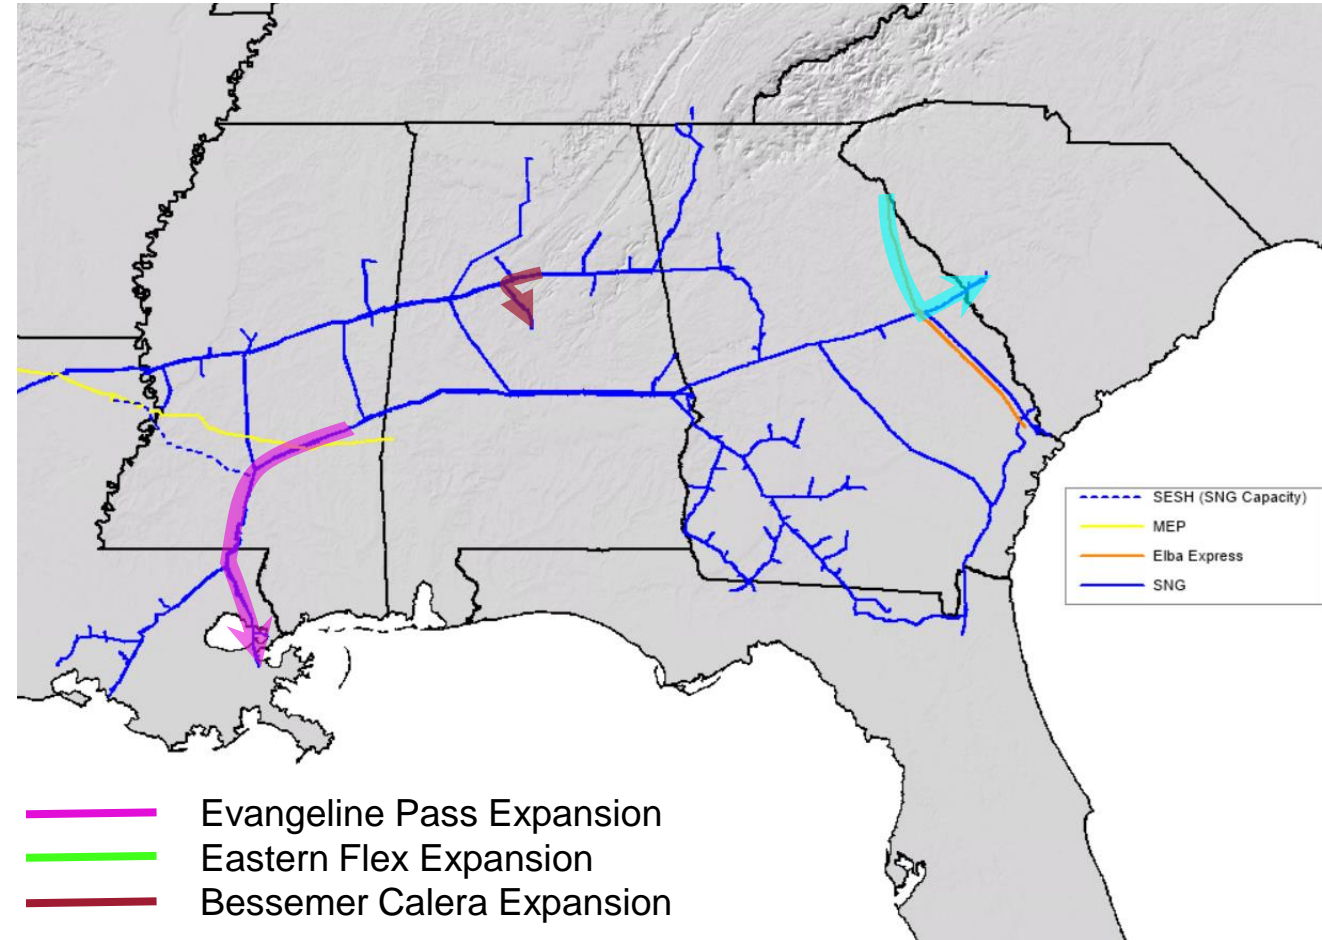 SESH (SNG Capacity)
MEP
Elba Express
SNG
Evangeline Pass Expansion
Eastern Flex Expansion
Bessemer Calera Expansion